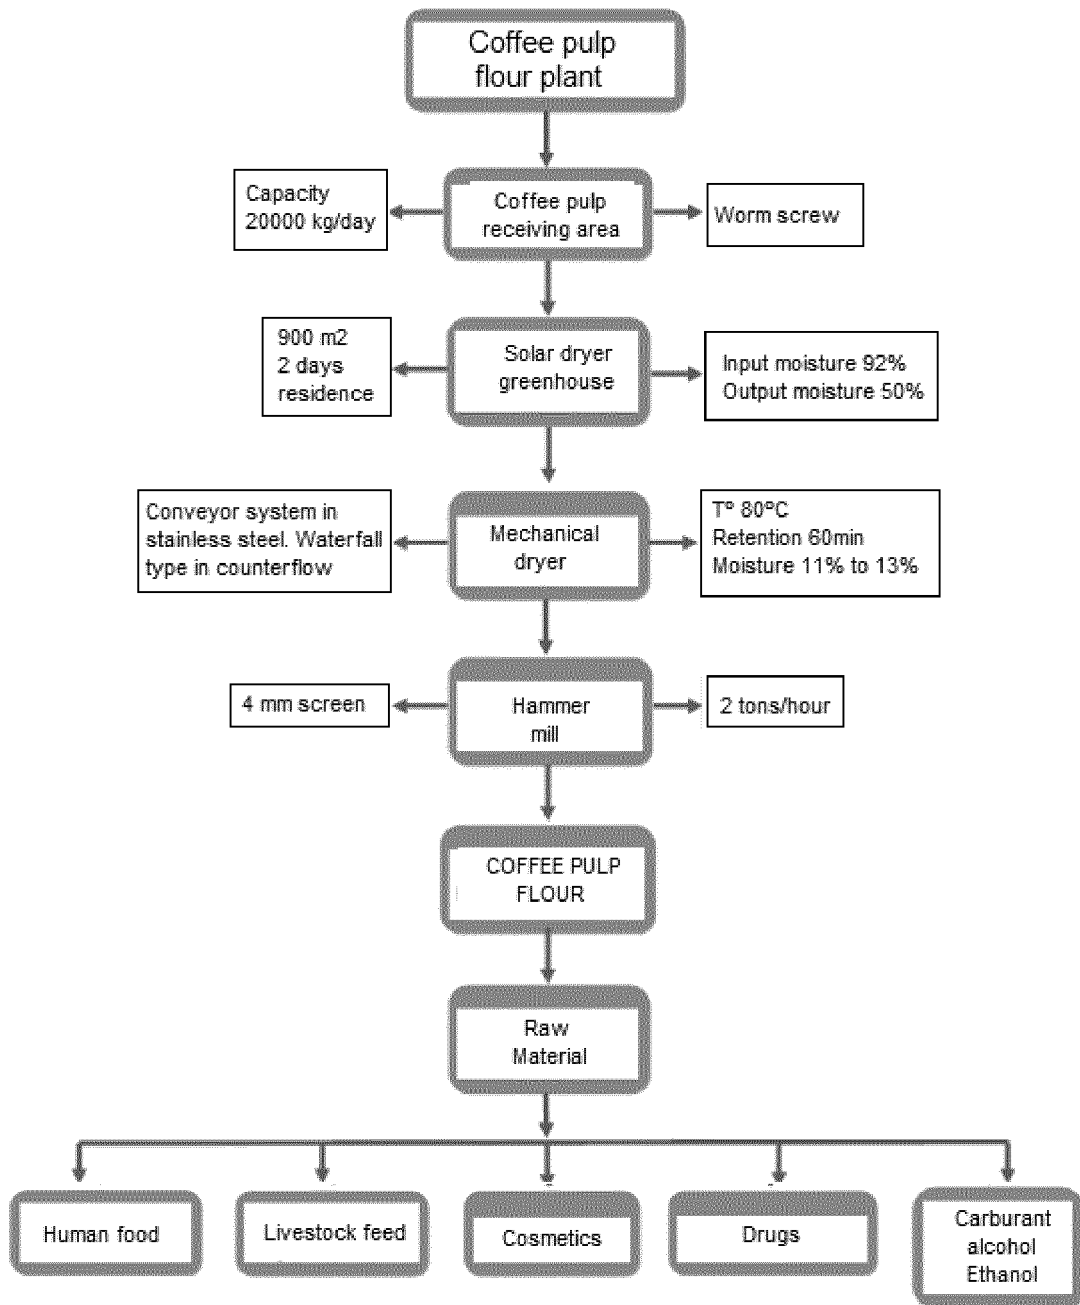 Coffee pulp
flour plant
Capacity
20000 kg/day
Coffee pulp
receiving area
Worm screw
900 m2
2 days
residence
Solar dryer
greenhouse
Input moisture 92%
Output moisture 50%
Conveyor system in
stainless steel. Waterfall
type in counterflow
Mechanical
dryer
Tº 80ºC
Retention 60min
Moisture 11% to 13%
4 mm screen
Hammer
mill
2 tons/hour
COFFEE PULP
FLOUR
Raw
Material
Human food
Livestock feed
Cosmetics
Drugs
Carburant
alcohol
Ethanol